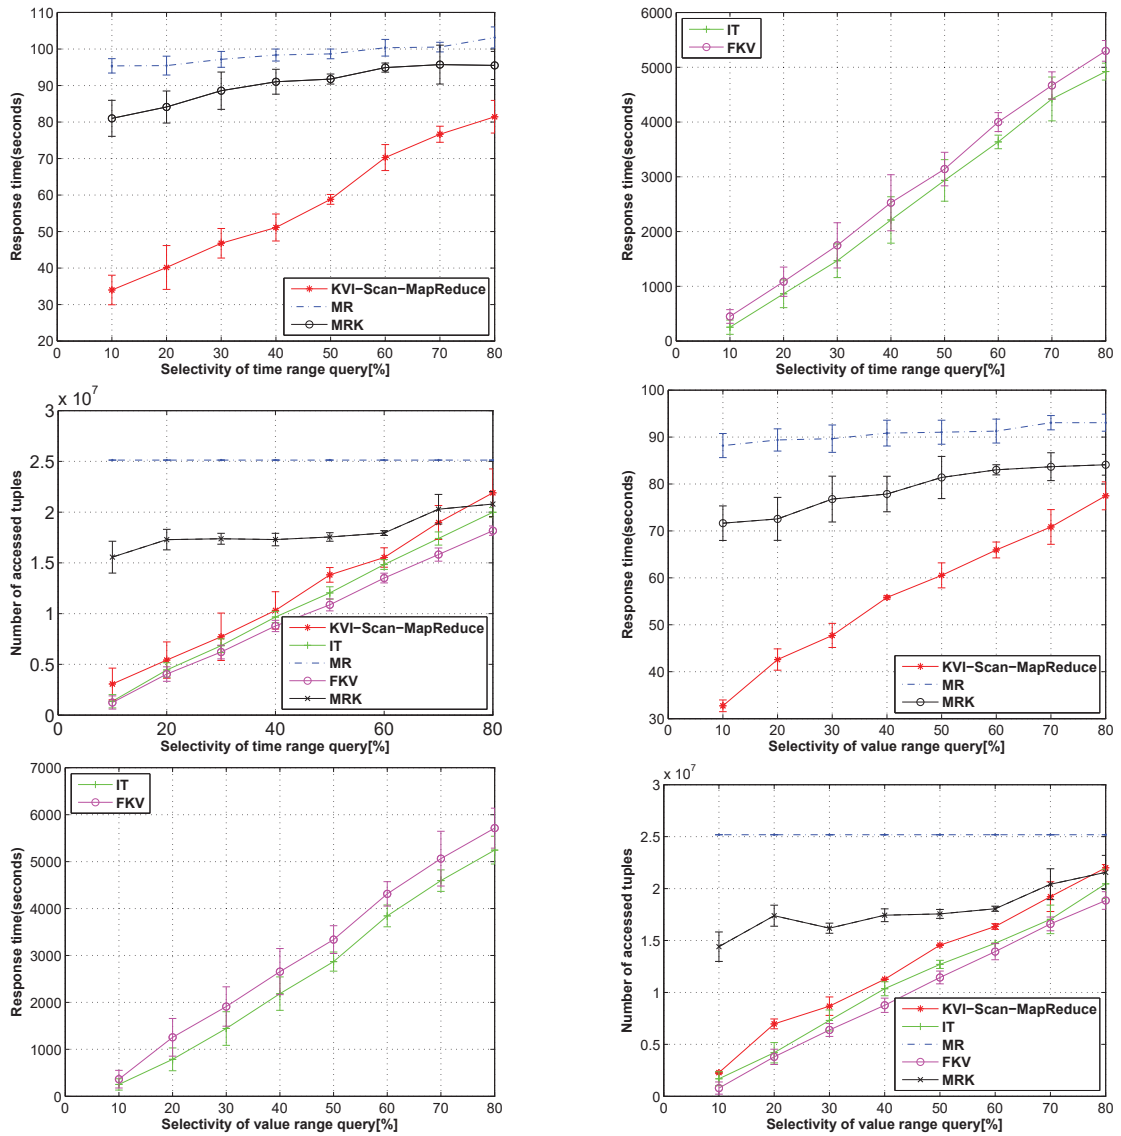 110
100
90
80
70
60
50
40
30
20
0 10 20 30 40 50 60 70 80
Response time(seconds)
Selectivity of time range query[%]
KVI-Scan-MapReduce
MR
MRK
6000
5000
4000
3000
2000
1000
0
0 10 20 30 40 50 60 70 80
Response time(seconds)
Selectivity of time range query[%]
IT
FKV
x 10^7
3
2.5
2
1.5
1
0.5
0
0 10 20 30 40 50 60 70 80
Number of accessed tuples
Selectivity of time range query[%]
KVI-Scan-MapReduce
IT
MR
FKV
MRK
100
90
80
70
60
50
40
30
0 10 20 30 40 50 60 70 80
Response time(seconds)
Selectivity of value range query[%]
KVI-Scan-MapReduce
MR
MRK
7000
6000
5000
4000
3000
2000
1000
0
0 10 20 30 40 50 60 70 80
Response time(seconds)
Selectivity of value range query[%]
IT
FKV
x 10^7
3
2.5
2
1.5
1
0.5
0
0 10 20 30 40 50 60 70 80
Number of accessed tuples
Selectivity of value range query[%]
KVI-Scan-MapReduce
IT
MR
FKV
MRK